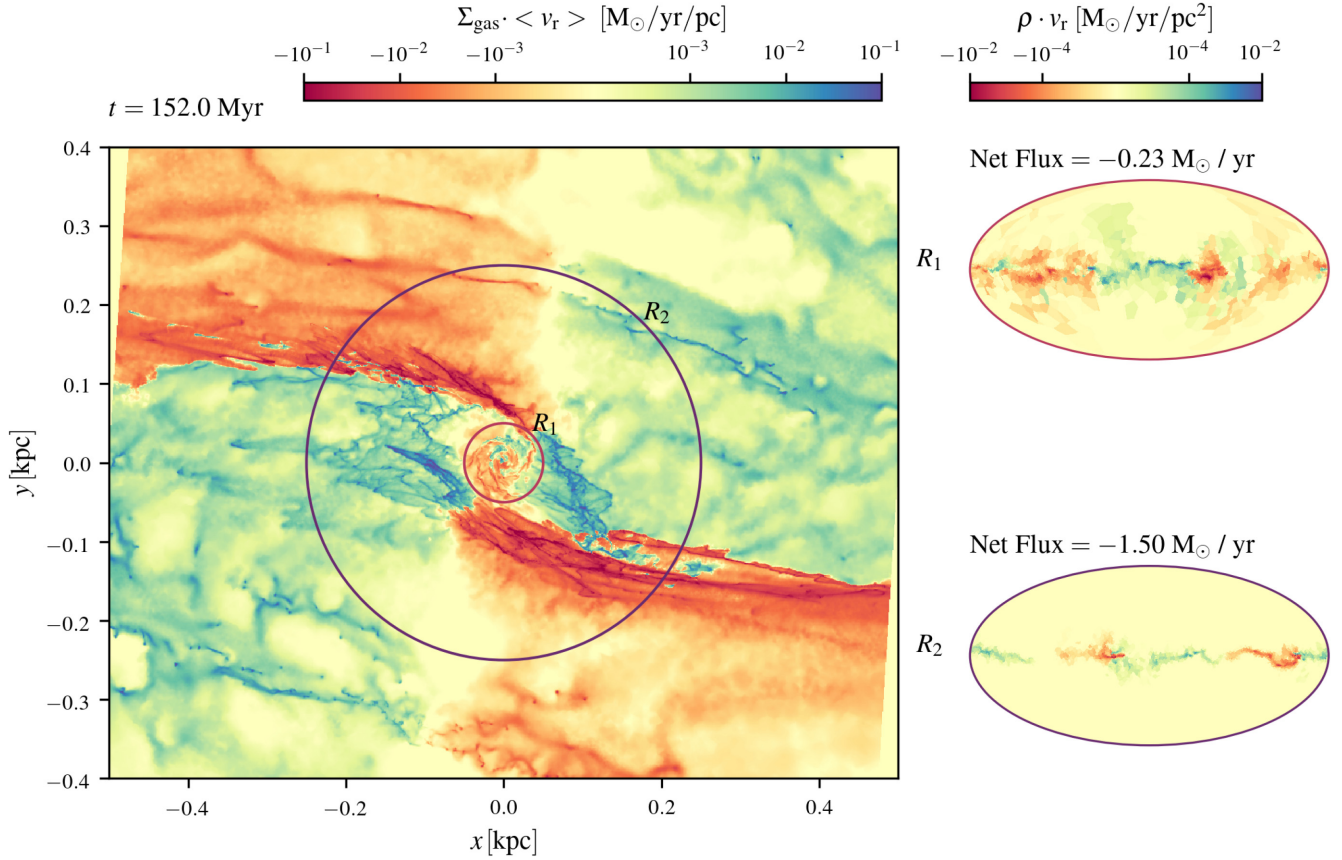 Σgas· < vr > [M⊙/yr/pc]
−10⁻¹ −10⁻² −10⁻³ 10⁻³ 10⁻² 10⁻¹
ρ · vr [M⊙/yr/pc²]
−10⁻² −10⁻⁴ 10⁻⁴ 10⁻²
t = 152.0 Myr
0.4
0.3
0.2
0.1
0.0
−0.1
−0.2
−0.3
−0.4
y [kpc]
R₂
R₁
−0.4 −0.2 0.0 0.2 0.4
x [kpc]
Net Flux = −0.23 M⊙ / yr
R₁
Net Flux = −1.50 M⊙ / yr
R₂